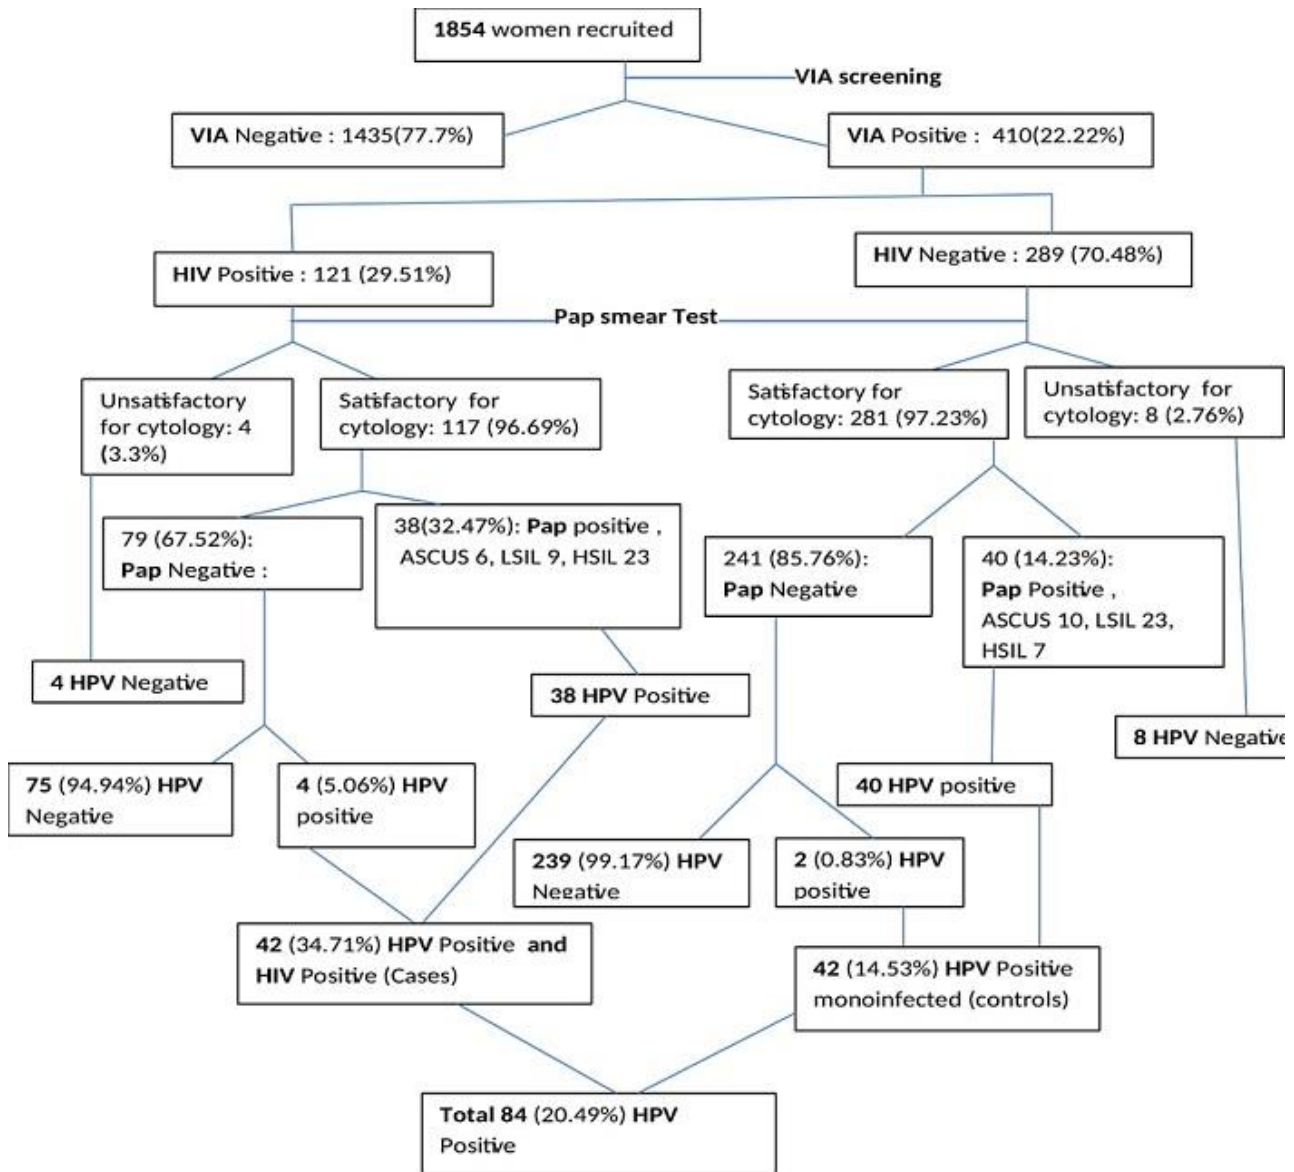 1854 women recruited
VIA screening
VIA Negative : 1435(77.7%)
VIA Positive : 410(22.22%)
HIV Positive : 121 (29.51%)
HIV Negative : 289 (70.48%)
Pap smear Test
Unsatisfactory
for cytology: 4
(3.3%)
Satisfactory for
cytology: 117 (96.69%)
Satisfactory for
cytology: 281 (97.23%)
Unsatisfactory for
cytology: 8 (2.76%)
79 (67.52%):
Pap Negative :
38(32.47%): Pap positive ,
ASCUS 6, LSIL 9, HSIL 23
241 (85.76%):
Pap Negative
40 (14.23%):
Pap Positive ,
ASCUS 10, LSIL 23,
HSIL 7
4 HPV Negative
38 HPV Positive
8 HPV Negative
75 (94.94%) HPV
Negative
4 (5.06%) HPV
positive
40 HPV positive
239 (99.17%) HPV
Negative
2 (0.83%) HPV
positive
42 (34.71%) HPV Positive and
HIV Positive (Cases)
42 (14.53%) HPV Positive
monoinfected (controls)
Total 84 (20.49%) HPV
Positive